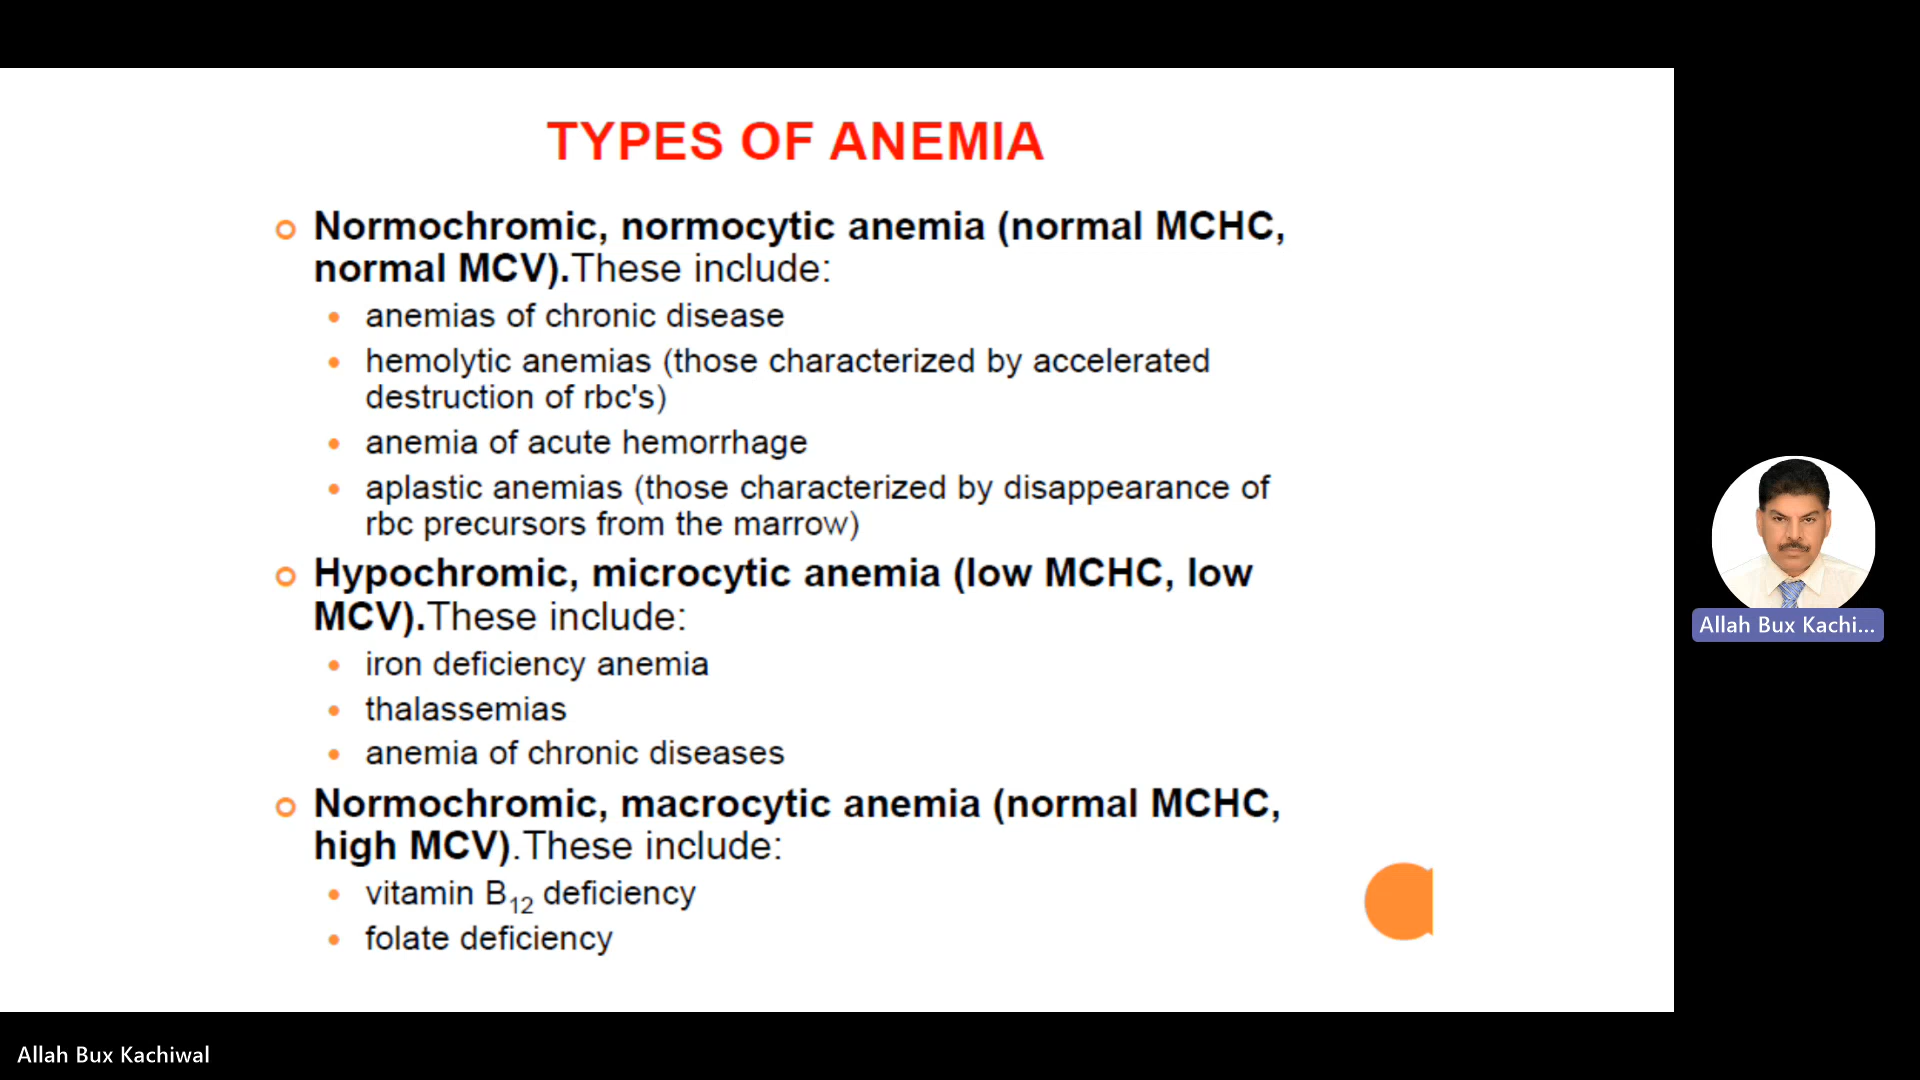 TYPES OF ANEMIA
Normochromic, normocytic anemia (normal MCHC,
normal MCV).These include:
anemias of chronic disease
hemolytic anemias (those characterized by accelerated
destruction of rbc's)
anemia of acute hemorrhage
aplastic anemias (those characterized by disappearance of
rbc precursors from the marrow)
Hypochromic, microcytic anemia (low MCHC, low
MCV).These include:
iron deficiency anemia
thalassemias
anemia of chronic diseases
Normochromic, macrocytic anemia (normal MCHC,
high MCV).These include:
vitamin B12 deficiency
folate deficiency
Allah Bux Kachi...
Allah Bux Kachiwal